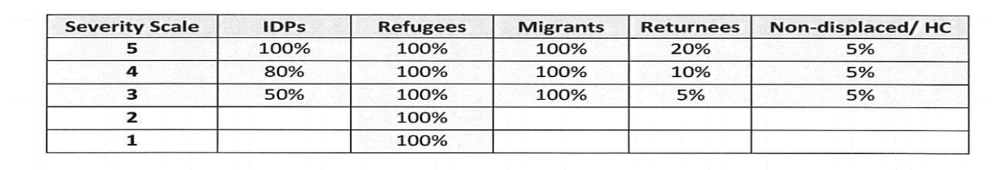 Severity Scale IDPs Refugees Migrants Returnees Non-displaced/ HC
5 100% 100% 100% 20% 5%
4 80% 100% 100% 10% 5%
3 50% 100% 100% 5% 5%
2 100%
1 100%